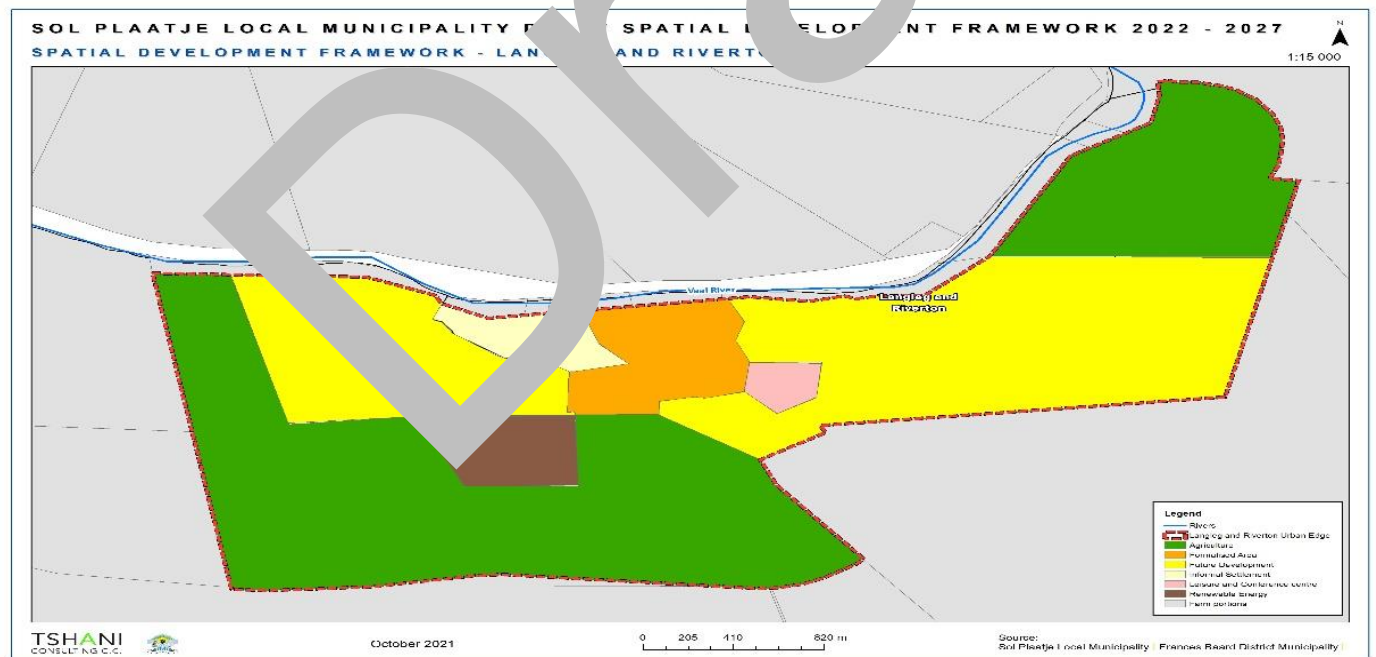 SOL PLAATJE LOCAL MUNICIPALITY SPATIAL FRAMEWORK 2022 - 2027
SPATIAL DEVELOPMENT FRAMEWORK - AND
N
1:15 000
Vaal River
Langleg and
Riverton
Legend
Rivers
Langleg and Riverton Urban Edge
Agriculture
Formalised Area
Future Development
Informal Settlement
Leisure and Conference centre
Renewable Energy
Farm portions
TSHANI
CONSULTING C.C.
October 2021
0 205 410 820 m
Source:
Sol Plaatje Local Municipality | Frances Baard District Municipality |